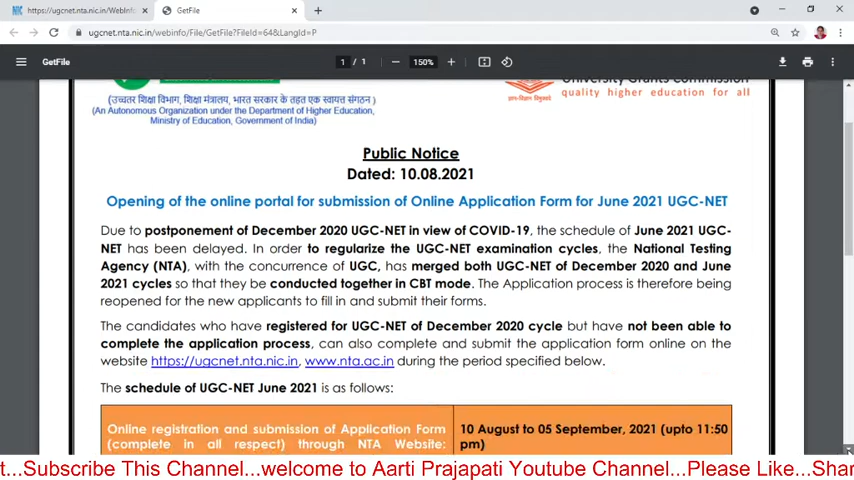 https://ugcnet.nta.nic.in/WebInfo
GetFile
ugcnet.nta.nic.in/webinfo/File/GetFile?FileId=64&LangId=P
GetFile
1 / 1
150%
University Grants Commission
quality higher education for all
(उच्चतर शिक्षा विभाग, शिक्षा मंत्रालय, भारत सरकार के तहत एक स्वायत्त संगठन)
(An Autonomous Organization under the Department of Higher Education,
Ministry of Education, Government of India)
ज्ञान-विज्ञान विमुक्तये
Public Notice
Dated: 10.08.2021
Opening of the online portal for submission of Online Application Form for June 2021 UGC-NET
Due to postponement of December 2020 UGC-NET in view of COVID-19, the schedule of June 2021 UGC-
NET has been delayed. In order to regularize the UGC-NET examination cycles, the National Testing
Agency (NTA), with the concurrence of UGC, has merged both UGC-NET of December 2020 and June
2021 cycles so that they be conducted together in CBT mode. The Application process is therefore being
reopened for the new applicants to fill in and submit their forms.
The candidates who have registered for UGC-NET of December 2020 cycle but have not been able to
complete the application process, can also complete and submit the application form online on the
website https://ugcnet.nta.nic.in, www.nta.ac.in during the period specified below.
The schedule of UGC-NET June 2021 is as follows:
Online registration and submission of Application Form
(complete in all respect) through NTA Website:
10 August to 05 September, 2021 (upto 11:50
pm)
t...Subscribe This Channel...welcome to Aarti Prajapati Youtube Channel...Please Like...Shar